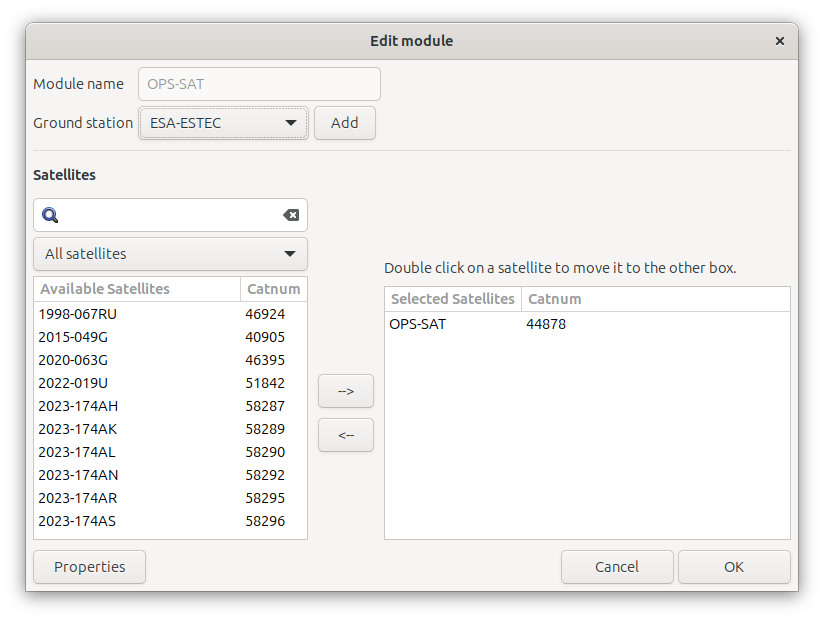 Edit module
Module name OPS-SAT
Ground station ESA-ESTEC Add
Satellites
All satellites
Available Satellites Catnum
1998-067RU 46924
2015-049G 40905
2020-063G 46395
2022-019U 51842
2023-174AH 58287
2023-174AK 58289
2023-174AL 58290
2023-174AN 58292
2023-174AR 58295
2023-174AS 58296
-->
<--
Double click on a satellite to move it to the other box.
Selected Satellites Catnum
OPS-SAT 44878
Properties Cancel OK